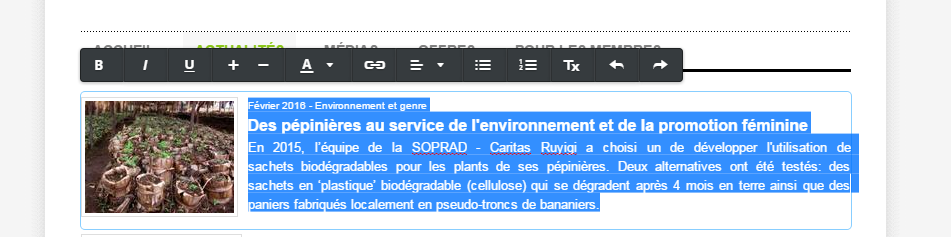 ACCUEIL ACTUALITÉS MÉDIAS OFFRES POUR LES MEMBRES
B I U + − A Tx
Février 2016 - Environnement et genre
Des pépinières au service de l'environnement et de la promotion féminine
En 2015, l'équipe de la SOPRAD - Caritas Ruyigi a choisi un de développer l'utilisation de
sachets biodégradables pour les plants de ses pépinières. Deux alternatives ont été testés: des
sachets en 'plastique' biodégradable (cellulose) qui se dégradent après 4 mois en terre ainsi que des
paniers fabriqués localement en pseudo-troncs de bananiers.